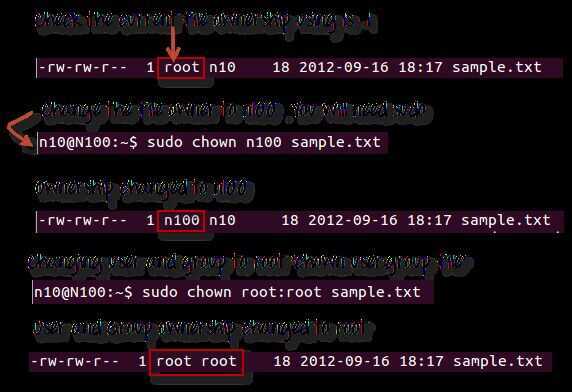 check the current file ownership using ls -l
-rw-rw-r-- 1 root n10 18 2012-09-16 18:17 sample.txt
change the file owner to n100 . you will need sudo
n10@N100:~$ sudo chown n100 sample.txt
ownership changed to n100
-rw-rw-r-- 1 n100 n10 18 2012-09-16 18:17 sample.txt
changing user and group to root
n10@N100:~$ sudo chown root:root sample.txt
user and group ownership changed to root
-rw-rw-r-- 1 root root 18 2012-09-16 18:17 sample.txt